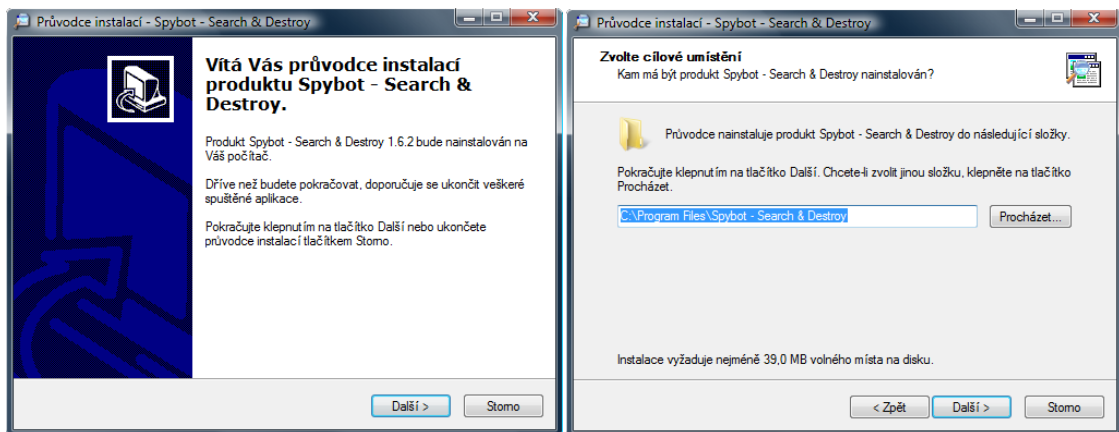 Průvodce instalací - Spybot - Search & Destroy
Vítá Vás průvodce instalací
produktu Spybot - Search &
Destroy.
Produkt Spybot - Search & Destroy 1.6.2 bude nainstalován na
Váš počítač.
Dříve než budete pokračovat, doporučuje se ukončit veškeré
spuštěné aplikace.
Pokračujte klepnutím na tlačítko Další nebo ukončete
průvodce instalací tlačítkem Storno.
Další >
Storno
Průvodce instalací - Spybot - Search & Destroy
Zvolte cílové umístění
Kam má být produkt Spybot - Search & Destroy nainstalován?
Průvodce nainstaluje produkt Spybot - Search & Destroy do následující složky.
Pokračujte klepnutím na tlačítko Další. Chcete-li zvolit jinou složku, klepněte na tlačítko
Procházet.
C:\Program Files\Spybot - Search & Destroy
Procházet...
Instalace vyžaduje nejméně 39,0 MB volného místa na disku.
< Zpět
Další >
Storno